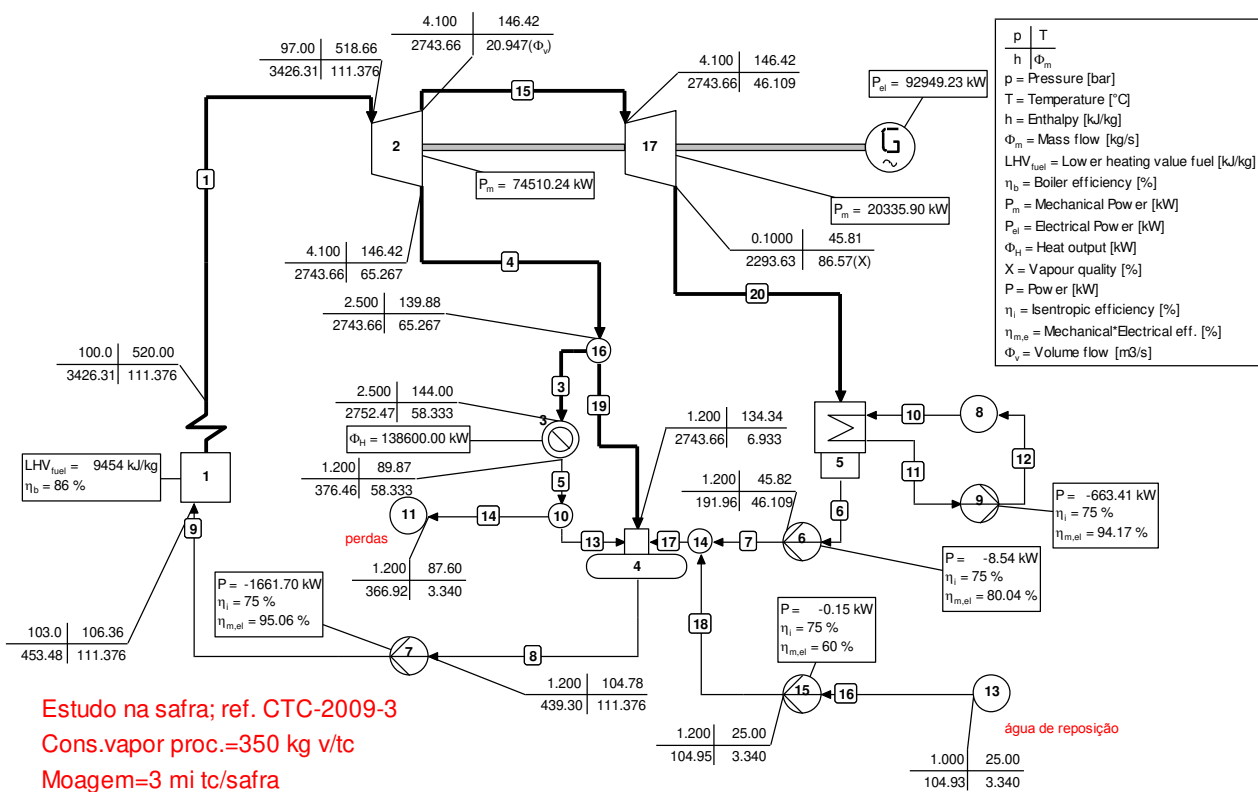 4.100 146.42
2743.66 20.947(Φv)
97.00 518.66
3426.31 111.376
4.100 146.42
2743.66 46.109
Pel = 92949.23 kW
p T
h Φm
p = Pressure [bar]
T = Temperature [°C]
h = Enthalpy [kJ/kg]
Φm = Mass flow [kg/s]
LHVfuel = Lower heating value fuel [kJ/kg]
ηb = Boiler efficiency [%]
Pm = Mechanical Power [kW]
Pel = Electrical Power [kW]
ΦH = Heat output [kW]
X = Vapour quality [%]
P = Power [kW]
ηi = Isentropic efficiency [%]
ηm,e = Mechanical*Electrical eff. [%]
Φv = Volume flow [m3/s]
15
2
17
G
~
1
Pm = 74510.24 kW
Pm = 20335.90 kW
4.100 146.42
2743.66 65.267
4
0.1000 45.81
2293.63 86.57(X)
20
2.500 139.88
2743.66 65.267
16
100.0 520.00
3426.31 111.376
3
19
2.500 144.00
2752.47 58.333
3
ΦH = 138600.00 kW
1.200 134.34
2743.66 6.933
10
8
5
11
12
9
LHVfuel = 9454 kJ/kg
ηb = 86 %
1
9
1.200 89.87
376.46 58.333
5
1.200 45.82
191.96 46.109
6
P = -663.41 kW
ηi = 75 %
ηm,el = 94.17 %
11
14
10
13
17
14
7
6
4
perdas
1.200 87.60
366.92 3.340
P = -8.54 kW
ηi = 75 %
ηm,el = 80.04 %
P = -1661.70 kW
ηi = 75 %
ηm,el = 95.06 %
P = -0.15 kW
ηi = 75 %
ηm,el = 60 %
18
103.0 106.36
453.48 111.376
7
8
1.200 104.78
439.30 111.376
15
16
13
água de reposição
1.200 25.00
104.95 3.340
1.000 25.00
104.93 3.340
Estudo na safra; ref. CTC-2009-3
Cons.vapor proc.=350 kg v/tc
Moagem=3 mi tc/safra